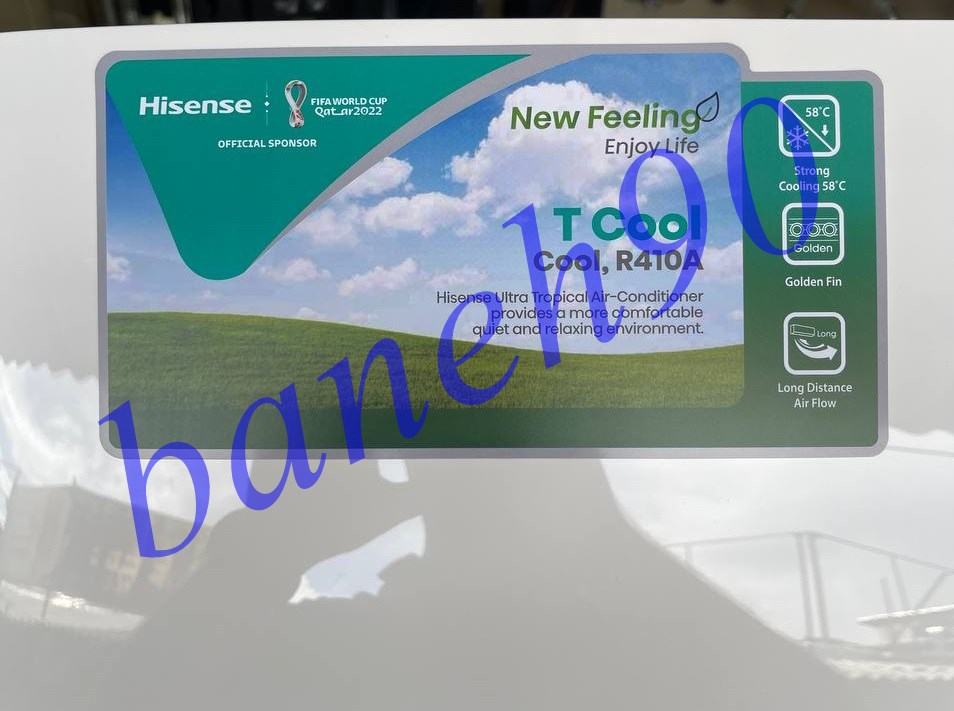 Hisense
FIFA WORLD CUP
Qatar2022
OFFICIAL SPONSOR
New Feeling
Enjoy Life
T Cool
Cool, R410A
Hisense Ultra Tropical Air-Conditioner
provides a more comfortable
quiet and relaxing environment.
58°C
Strong
Cooling 58°C
Golden
Golden Fin
Long
Long Distance
Air Flow
baneh90